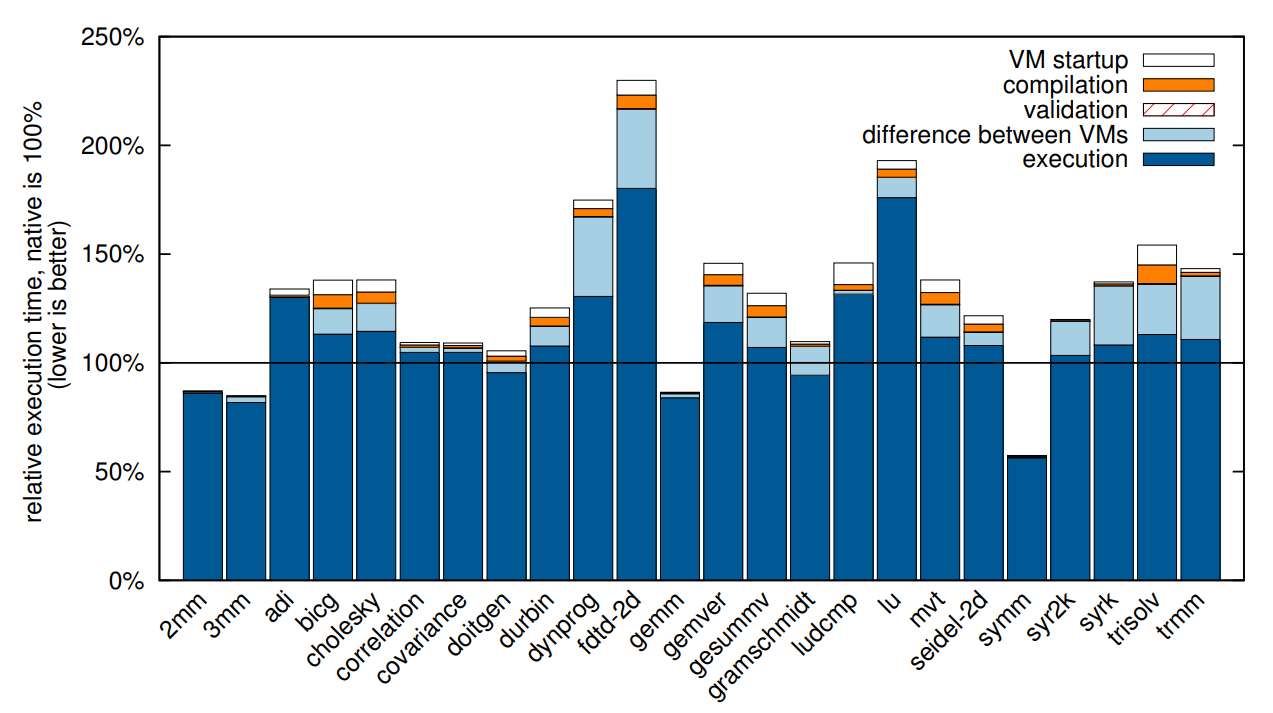 250%
200%
150%
100%
50%
0%
relative execution time, native is 100%
(lower is better)
VM startup
compilation
validation
difference between VMs
execution
2mm
3mm
adi
bicg
cholesky
correlation
covariance
doitgen
durbin
dynprog
fdtd-2d
gemm
gemver
gesummv
gramschmidt
ludcmp
lu
mvt
seidel-2d
symm
syr2k
syrk
trisolv
trmm